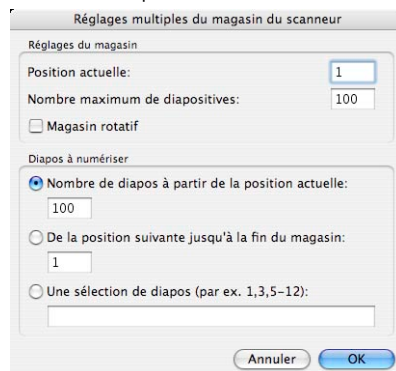 Réglages multiples du magasin du scanneur
Réglages du magasin
Position actuelle: 1
Nombre maximum de diapositives: 100
Magasin rotatif
Diapos à numériser
Nombre de diapos à partir de la position actuelle:
100
De la position suivante jusqu'à la fin du magasin:
1
Une sélection de diapos (par ex. 1,3,5-12):
Annuler OK